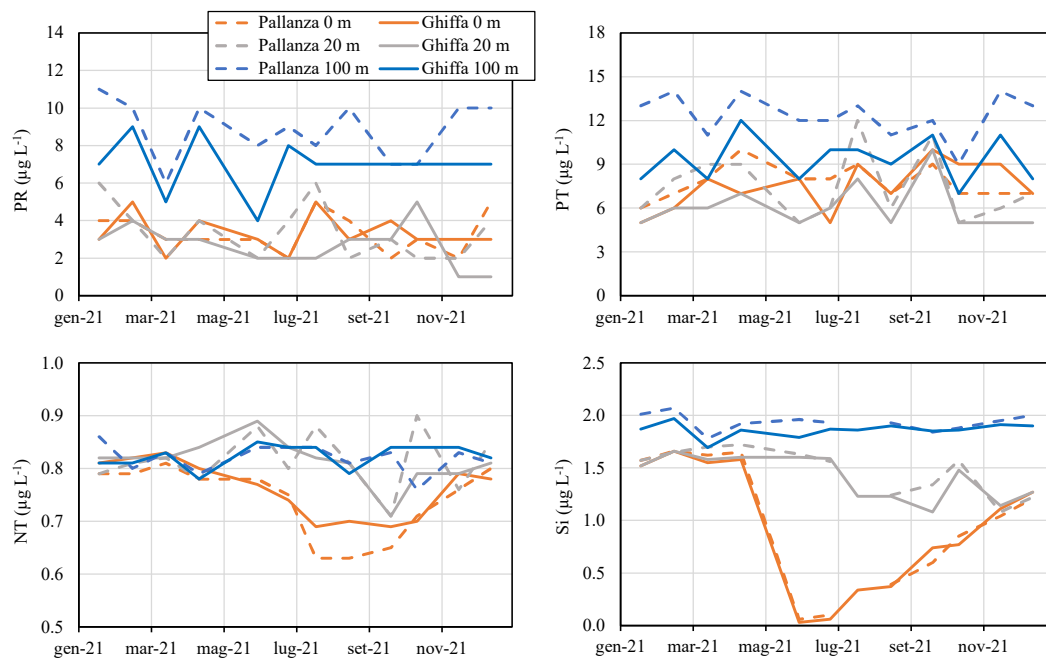 Pallanza 0 m Ghiffa 0 m
Pallanza 20 m Ghiffa 20 m
Pallanza 100 m Ghiffa 100 m
PR (µg L⁻¹)
14
12
10
8
6
4
2
0
gen-21 mar-21 mag-21 lug-21 set-21 nov-21
PT (µg L⁻¹)
18
15
12
9
6
3
0
gen-21 mar-21 mag-21 lug-21 set-21 nov-21
NT (µg L⁻¹)
1.0
0.9
0.8
0.7
0.6
0.5
gen-21 mar-21 mag-21 lug-21 set-21 nov-21
Si (µg L⁻¹)
2.5
2.0
1.5
1.0
0.5
0.0
gen-21 mar-21 mag-21 lug-21 set-21 nov-21